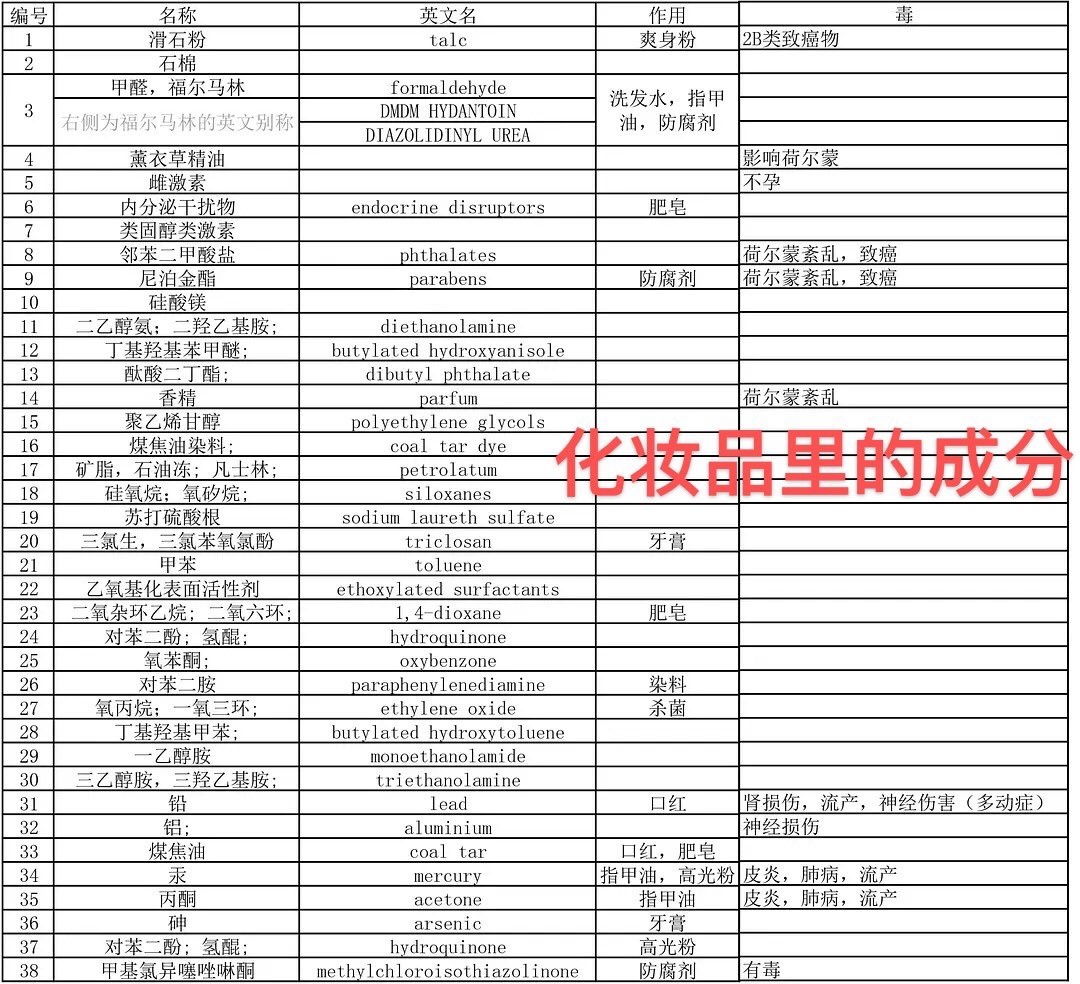 编号 名称 英文名 作用 毒
1 滑石粉 talc 爽身粉 2B类致癌物
2 石棉
3 甲醛，福尔马林 formaldehyde 洗发水，指甲油，防腐剂
右侧为福尔马林的英文别称 DMDM HYDANTOIN
DIAZOLIDINYL UREA
4 薰衣草精油 影响荷尔蒙
5 雌激素 不孕
6 内分泌干扰物 endocrine disruptors 肥皂
7 类固醇类激素
8 邻苯二甲酸盐 phthalates 荷尔蒙紊乱，致癌
9 尼泊金酯 parabens 防腐剂 荷尔蒙紊乱，致癌
10 硅酸镁
11 二乙醇氨；二羟乙基胺； diethanolamine
12 丁基羟基苯甲醚； butylated hydroxyanisole
13 酞酸二丁酯； dibutyl phthalate
14 香精 parfum 荷尔蒙紊乱
15 聚乙烯甘醇 polyethylene glycols
16 煤焦油染料； coal tar dye
化妆品里的成分
17 矿脂，石油冻；凡士林； petrolatum
18 硅氧烷；氧矽烷； siloxanes
19 苏打硫酸根 sodium laureth sulfate
20 三氯生，三氯苯氧氯酚 triclosan 牙膏
21 甲苯 toluene
22 乙氧基化表面活性剂 ethoxylated surfactants
23 二氧杂环乙烷；二氧六环； 1,4-dioxane 肥皂
24 对苯二酚；氢醌； hydroquinone
25 氧苯酮； oxybenzone
26 对苯二胺 paraphenylenediamine 染料
27 氧丙烷；一氧三环； ethylene oxide 杀菌
28 丁基羟基甲苯； butylated hydroxytoluene
29 一乙醇胺 monoethanolamide
30 三乙醇胺，三羟乙基胺； triethanolamine
31 铅 lead 口红 肾损伤，流产，神经伤害（多动症）
32 铝； aluminium 神经损伤
33 煤焦油 coal tar 口红，肥皂
34 汞 mercury 指甲油，高光粉 皮炎，肺病，流产
35 丙酮 acetone 指甲油 皮炎，肺病，流产
36 砷 arsenic 牙膏
37 对苯二酚；氢醌； hydroquinone 高光粉
38 甲基氯异噻唑啉酮 methylchloroisothiazolinone 防腐剂 有毒